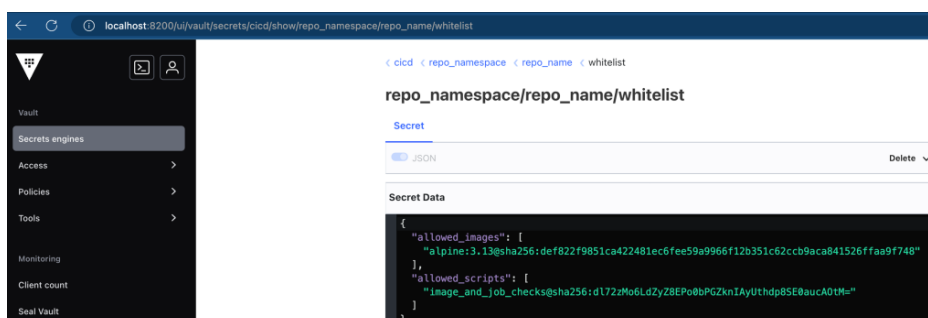 localhost:8200/ui/vault/secrets/cicd/show/repo_namespace/repo_name/whitelist
< cicd < repo_namespace < repo_name < whitelist
repo_namespace/repo_name/whitelist
Vault
Secrets engines
Access
Policies
Tools
Monitoring
Client count
Seal Vault
Secret
JSON
Delete
Secret Data
{
"allowed_images": [
"alpine:3.13@sha256:def822f9851ca422481ec6fee59a9966f12b351c62ccb9aca841526ffaa9f748"
],
"allowed_scripts": [
"image_and_job_checks@sha256:dl72zMo6LdZyZ8EPo0bPGZknIAyUthdp8SE0aucAOtM="
]
}